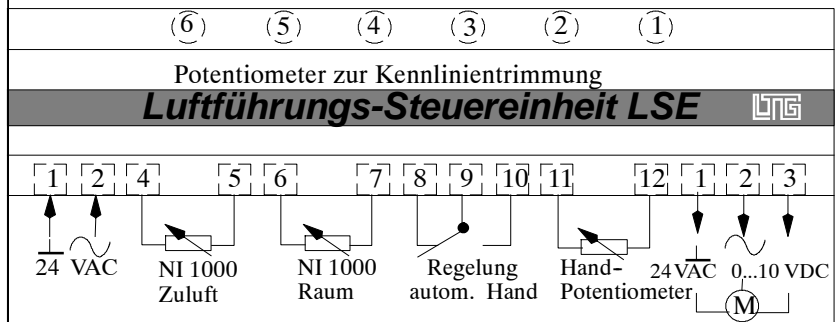 6 5 4 3 2 1
Potentiometer zur Kennlinientrimmung
Luftführungs-Steuereinheit LSE LTG
1 2 4 5 6 7 8 9 10 11 12 1 2 3
24 VAC NI 1000 NI 1000 Regelung Hand- 24 VAC 0...10 VDC
Zuluft Raum autom. Hand Potentiometer
M